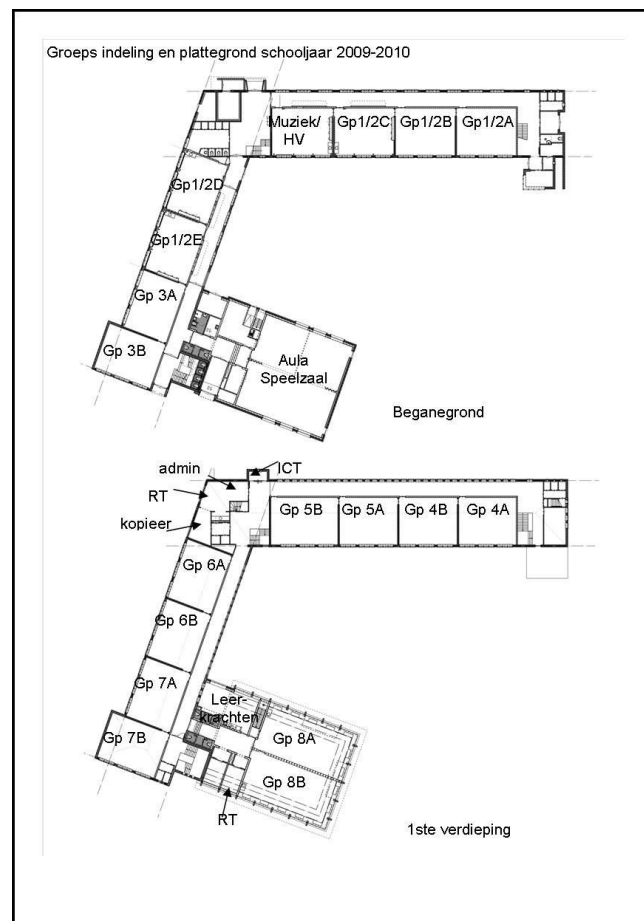 Groeps indeling en plattegrond schooljaar 2009-2010
Muziek/
HV
Gp1/2C
Gp1/2B
Gp1/2A
Gp1/2D
Gp1/2E
Gp 3A
Gp 3B
Aula
Speelzaal
Beganegrond
admin
ICT
RT
kopieer
Gp 5B
Gp 5A
Gp 4B
Gp 4A
Gp 6A
Gp 6B
Gp 7A
Gp 7B
Leer-
krachten
Gp 8A
Gp 8B
RT
1ste verdieping